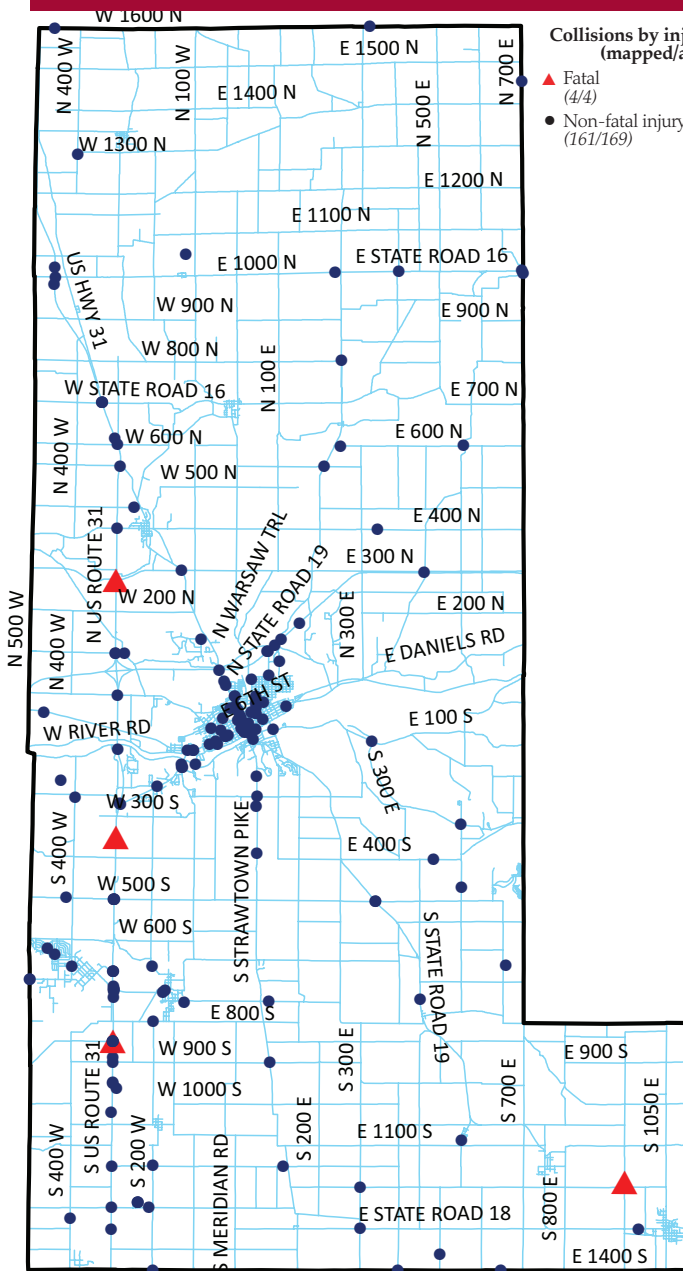 W 1600 N
Collisions by inj
(mapped/a
Fatal
(4/4)
Non-fatal injury
(161/169)
N 400 W
N 100 W
E 1500 N
N 700 E
E 1400 N
N 500 E
W 1300 N
E 1200 N
E 1100 N
US HWY 31
E 1000 N
E STATE ROAD 16
W 900 N
E 900 N
W 800 N
N 100 E
W STATE ROAD 16
E 700 N
N 400 W
W 600 N
E 600 N
W 500 N
N US ROUTE 31
N WARSAW TRL
E 400 N
N STATE ROAD 19
E 300 N
W 200 N
N 300 E
E 200 N
N 500 W
N 400 W
E DANIELS RD
E 6TH ST
W RIVER RD
E 100 S
S 300 E
W 300 S
S 400 W
E 400 S
S STRAWTOWN PIKE
W 500 S
W 600 S
S STATE ROAD 19
E 800 S
W 900 S
S 300 E
E 900 S
S US ROUTE 31
W 1000 S
S 700 E
S 1050 E
S 400 W
S 200 W
S MERIDIAN RD
S 200 E
E 1100 S
S 800 E
E STATE ROAD 18
E 1400 S